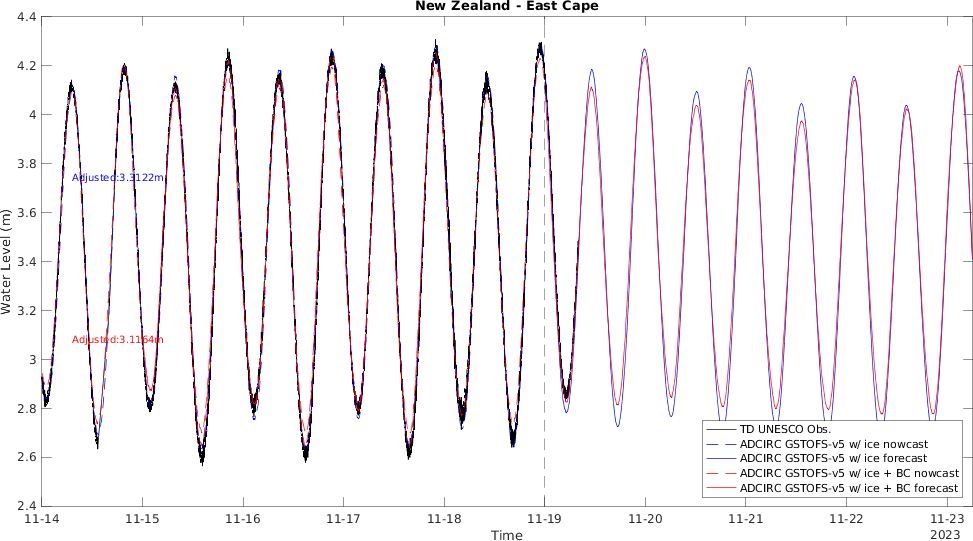 New Zealand - East Cape
4.4
4.2
4
3.8
3.6
3.4
3.2
3
2.8
2.6
2.4
Water Level (m)
Adjusted:3.3122m
Adjusted:3.1164m
TD UNESCO Obs.
ADCIRC GSTOFS-v5 w/ ice nowcast
ADCIRC GSTOFS-v5 w/ ice forecast
ADCIRC GSTOFS-v5 w/ ice + BC nowcast
ADCIRC GSTOFS-v5 w/ ice + BC forecast
11-14 11-15 11-16 11-17 11-18 11-19 11-20 11-21 11-22 11-23
Time
2023